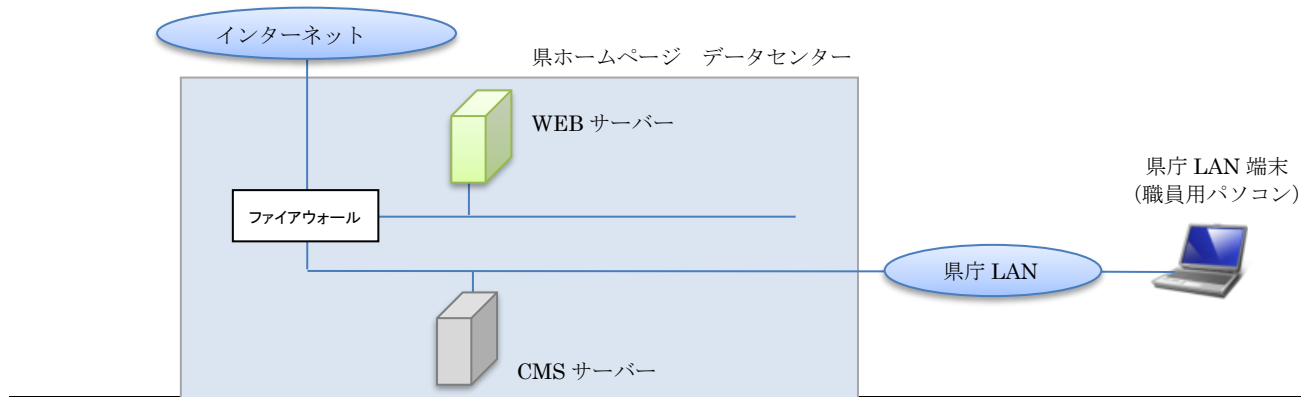 インターネット
県ホームページ　データセンター
WEB サーバー
県庁 LAN 端末
（職員用パソコン）
ファイアウォール
県庁 LAN
CMS サーバー